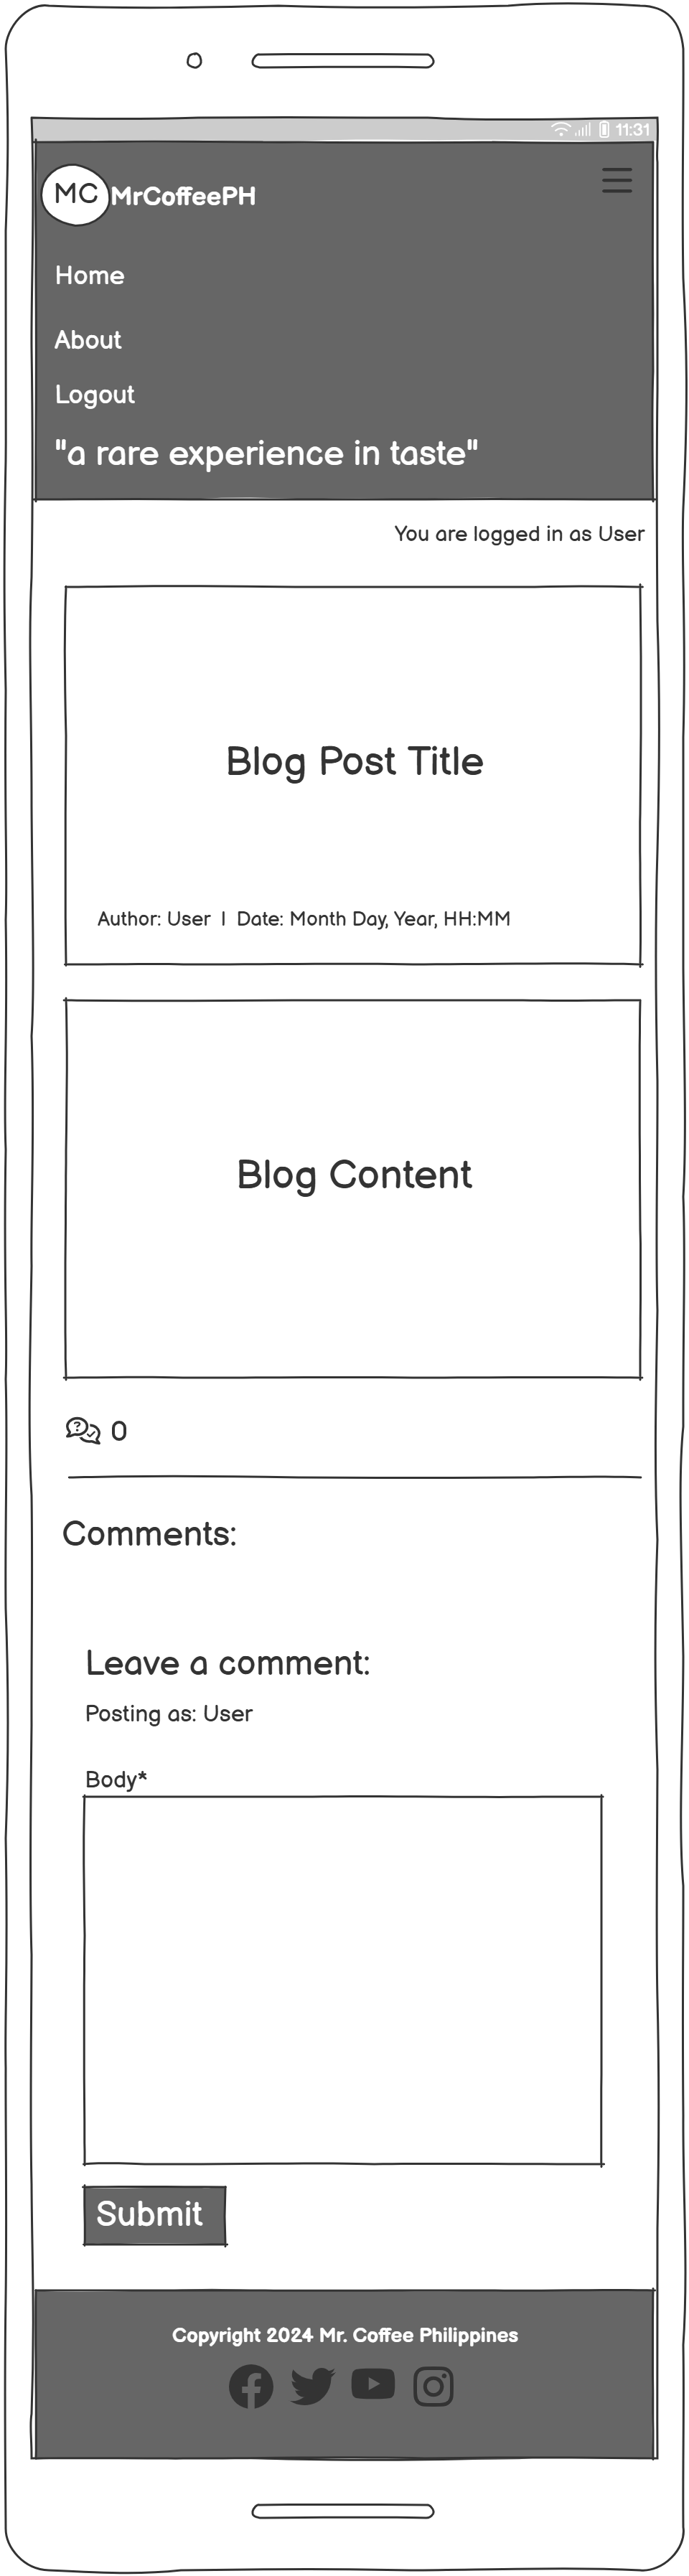 11:31
MC MrCoffeePH
Home
About
Logout
"a rare experience in taste"
You are logged in as User
Blog Post Title
Author: User | Date: Month Day, Year, HH:MM
Blog Content
? 0
Comments:
Leave a comment:
Posting as: User
Body*
Submit
Copyright 2024 Mr. Coffee Philippines